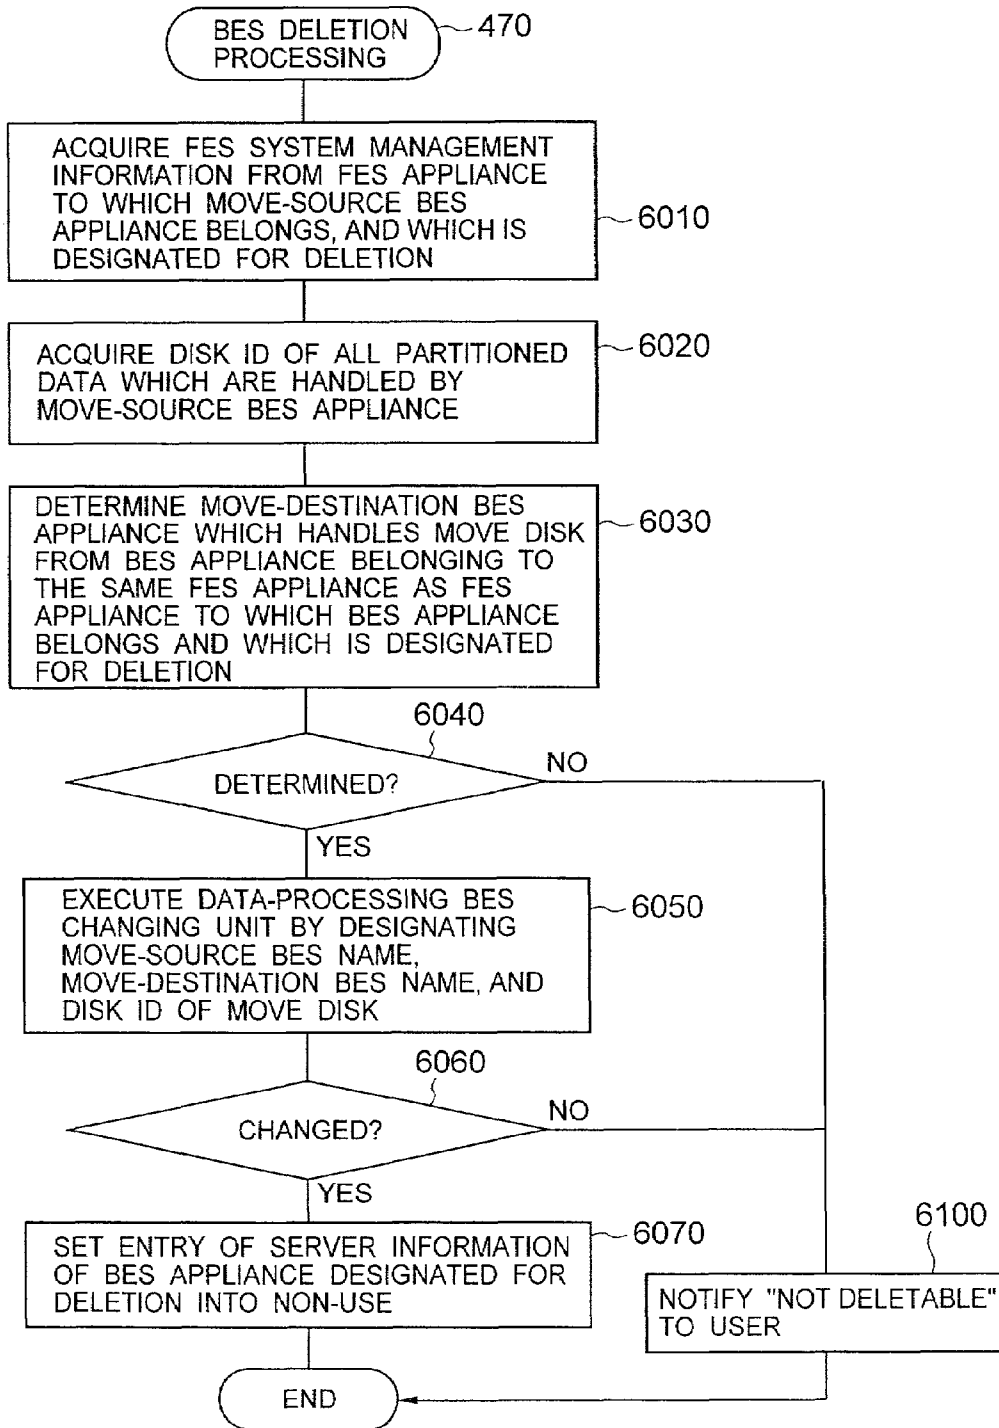 BES DELETION
PROCESSING
470
ACQUIRE FES SYSTEM MANAGEMENT
INFORMATION FROM FES APPLIANCE
TO WHICH MOVE-SOURCE BES
APPLIANCE BELONGS, AND WHICH IS
DESIGNATED FOR DELETION
6010
ACQUIRE DISK ID OF ALL PARTITIONED
DATA WHICH ARE HANDLED BY
MOVE-SOURCE BES APPLIANCE
6020
DETERMINE MOVE-DESTINATION BES
APPLIANCE WHICH HANDLES MOVE DISK
FROM BES APPLIANCE BELONGING TO
THE SAME FES APPLIANCE AS FES
APPLIANCE TO WHICH BES APPLIANCE
BELONGS AND WHICH IS DESIGNATED
FOR DELETION
6030
6040
DETERMINED?
NO
YES
EXECUTE DATA-PROCESSING BES
CHANGING UNIT BY DESIGNATING
MOVE-SOURCE BES NAME,
MOVE-DESTINATION BES NAME, AND
DISK ID OF MOVE DISK
6050
6060
CHANGED?
NO
YES
SET ENTRY OF SERVER INFORMATION
OF BES APPLIANCE DESIGNATED FOR
DELETION INTO NON-USE
6070
6100
NOTIFY "NOT DELETABLE"
TO USER
END